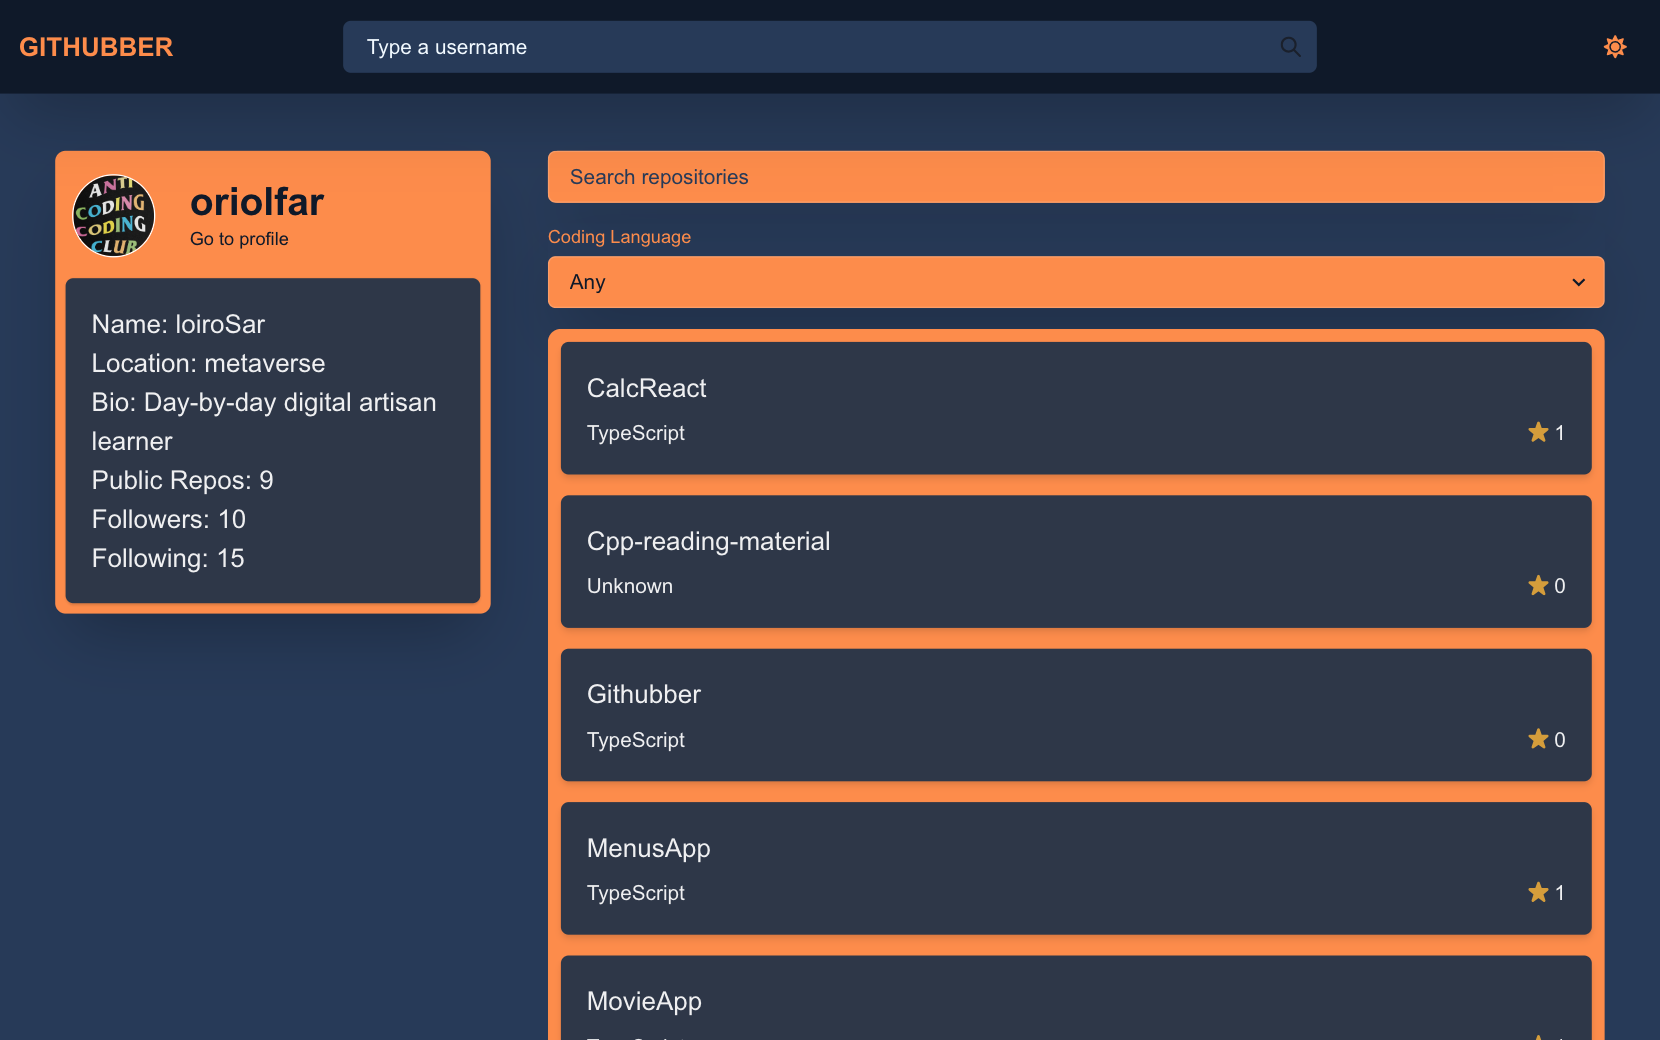 GITHUBBER
Type a username
ANTI
CODING
CODING
CLUB
oriolfar
Go to profile
Name: loiroSar
Location: metaverse
Bio: Day-by-day digital artisan
learner
Public Repos: 9
Followers: 10
Following: 15
Search repositories
Coding Language
Any
CalcReact
TypeScript
1
Cpp-reading-material
Unknown
0
Githubber
TypeScript
0
MenusApp
TypeScript
1
MovieApp